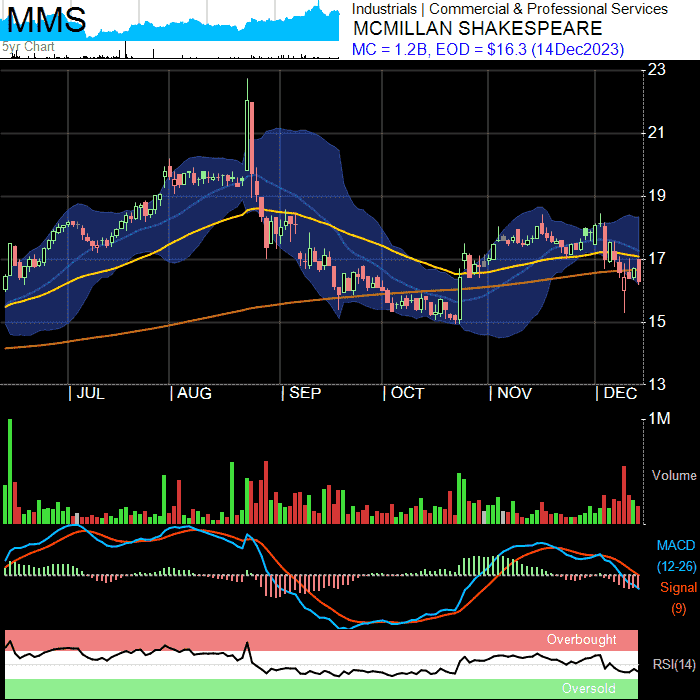 MMS
5yr Chart
Industrials | Commercial & Professional Services
MCMILLAN SHAKESPEARE
MC = 1.2B, EOD = $16.3 (14Dec2023)
23
21
19
17
15
13
JUL AUG SEP OCT NOV DEC
1M
Volume
MACD
(12-26)
Signal
(9)
Overbought
RSI(14)
Oversold